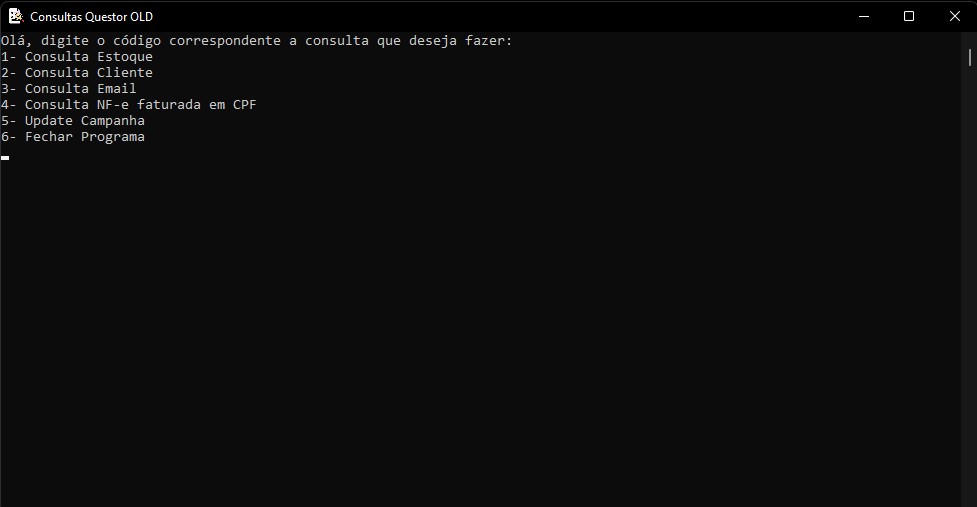 Consultas Questor OLD
Olá, digite o código correspondente a consulta que deseja fazer:
1- Consulta Estoque
2- Consulta Cliente
3- Consulta Email
4- Consulta NF-e faturada em CPF
5- Update Campanha
6- Fechar Programa